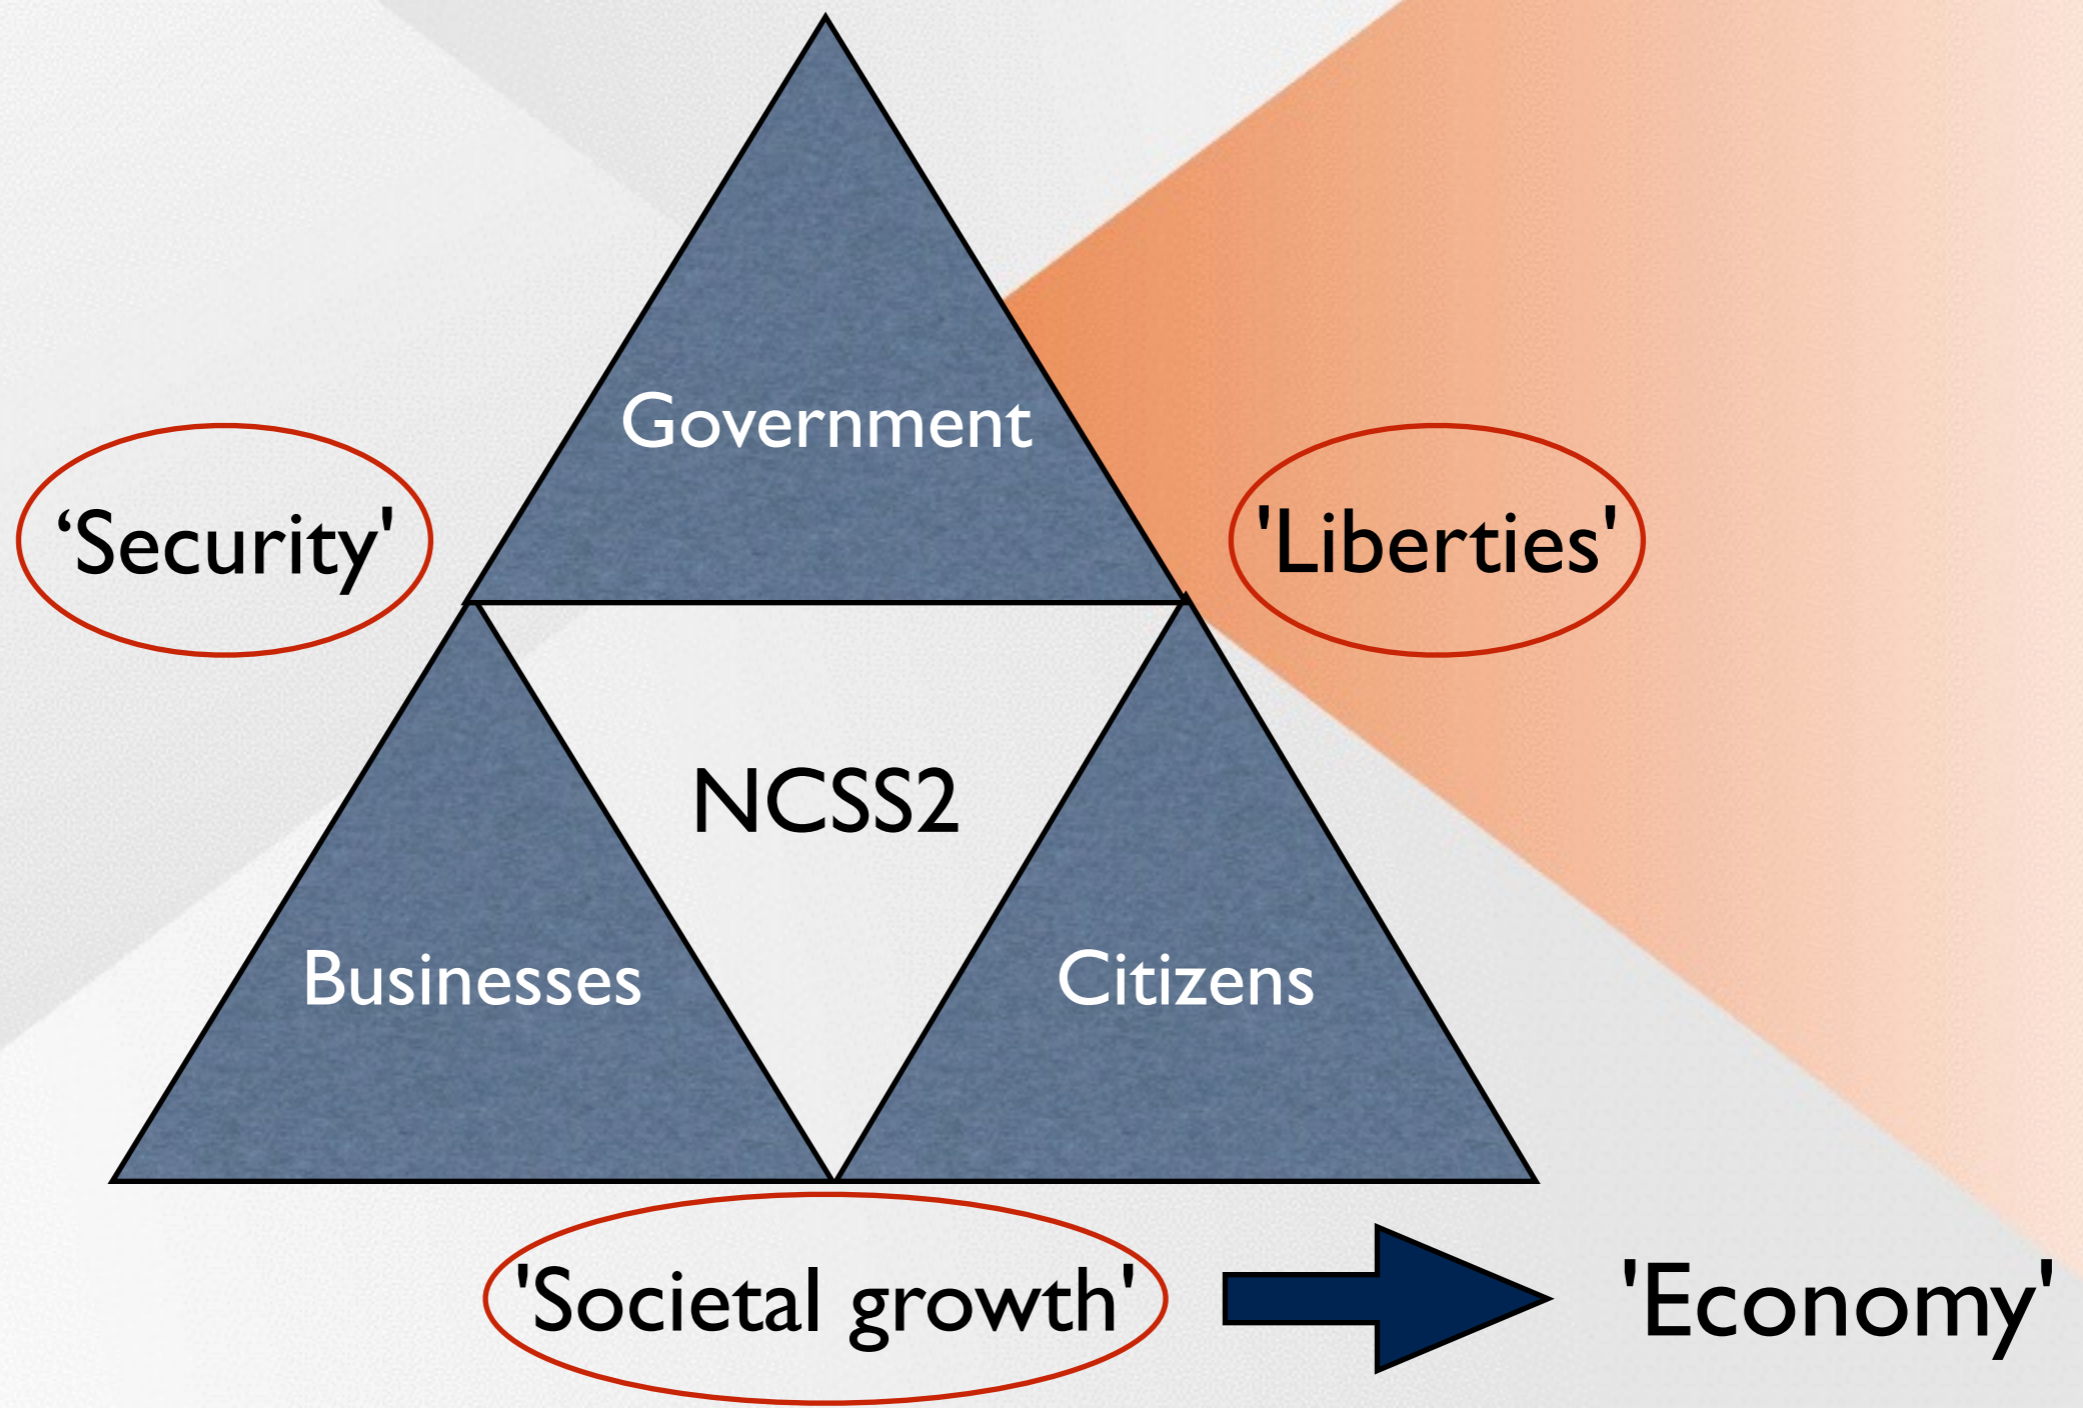 Government
‘Security'
'Liberties'
NCSS2
Businesses
Citizens
'Societal growth'
'Economy'